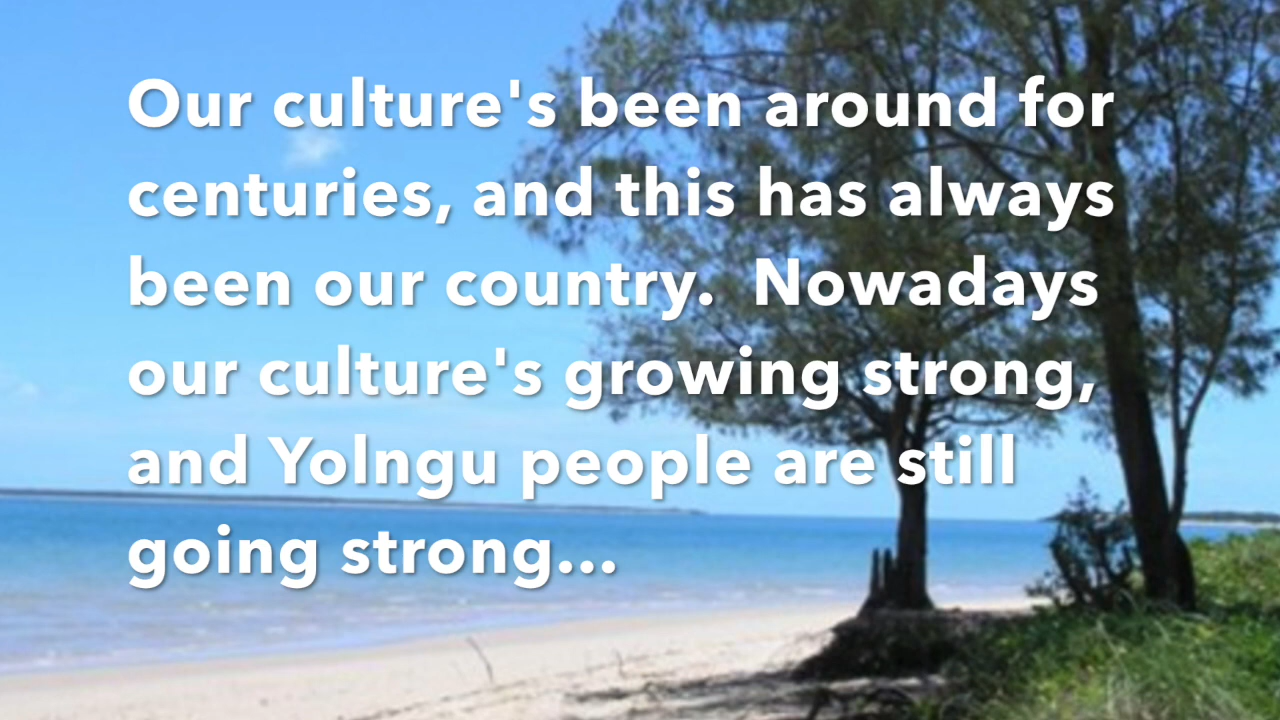 Our culture's been around for
centuries, and this has always
been our country.  Nowadays
our culture's growing strong,
and Yolngu people are still
going strong...